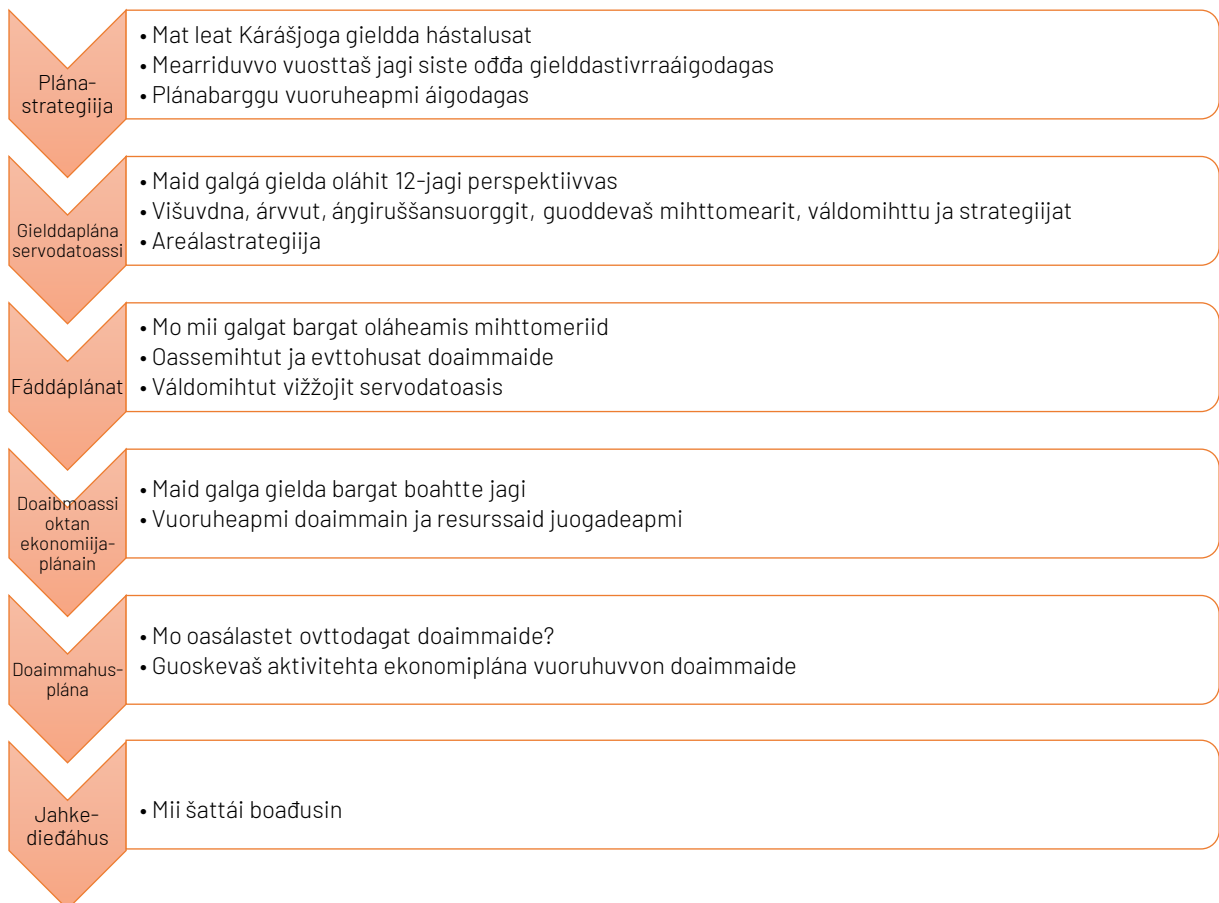 Plána-
strategiija
• Mat leat Kárášjoga gieldda hástalusat
• Mearriduvvo vuosttaš jagi siste ođđa gielddastivrraáigodagas
• Plánabarggu vuoruheapmi áigodagas
Gielddaplána
servodatoassi
• Maid galgá gielda oláhit 12-jagi perspektiivvas
• Višuvdna, árvvut, áŋgiruššansuorggit, guoddevaš mihttomearit, váldomihttu ja strategiijat
• Areálastrategiija
Fáddáplánat
• Mo mii galgat bargat oláheamis mihttomeriid
• Oassemihtut ja evttohusat doaimmaide
• Váldomihtut vižžojit servodatoasis
Doaibmoassi
oktan
ekonomiija-
plánain
• Maid galga gielda bargat boahtte jagi
• Vuoruheapmi doaimmain ja resurssaid juogadeapmi
Doaimmahus-
plána
• Mo oasálastet ovttodagat doaimmaide?
• Guoskevaš aktivitehta ekonomiplána vuoruhuvvon doaimmaide
Jahke-
dieđáhus
• Mii šattái boađusin